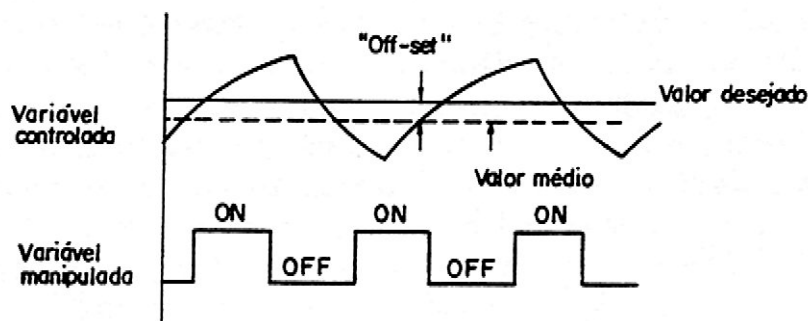 "Off-set"
Valor desejado
Variável
controlada
Valor médio
ON
ON
ON
Variável
manipulada
OFF
OFF